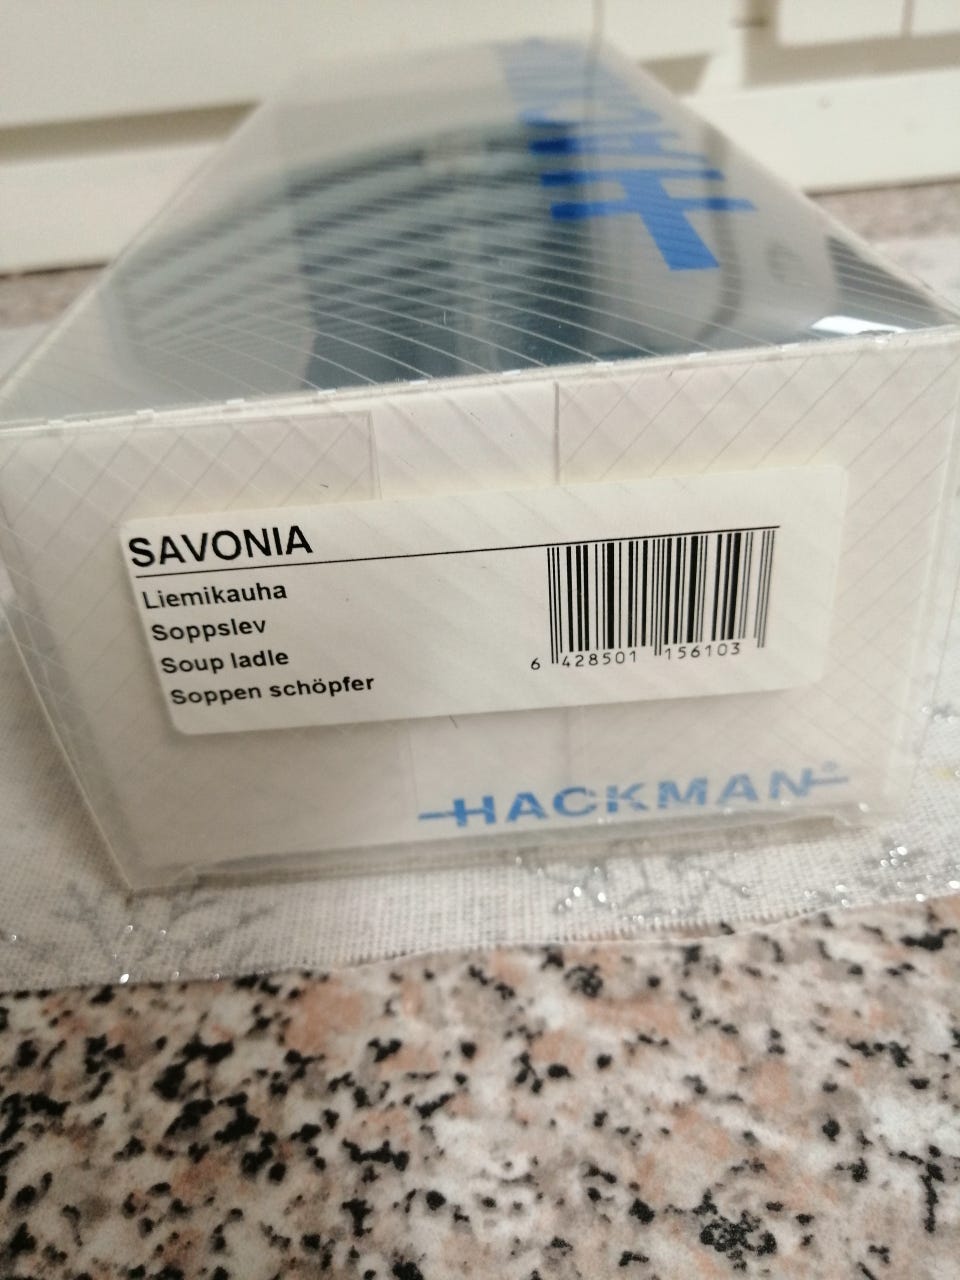 SAVONIA
Liemikauha
Soppslev
Soup ladle
Soppen schöpfer
6 428501 156103
HACKMAN®